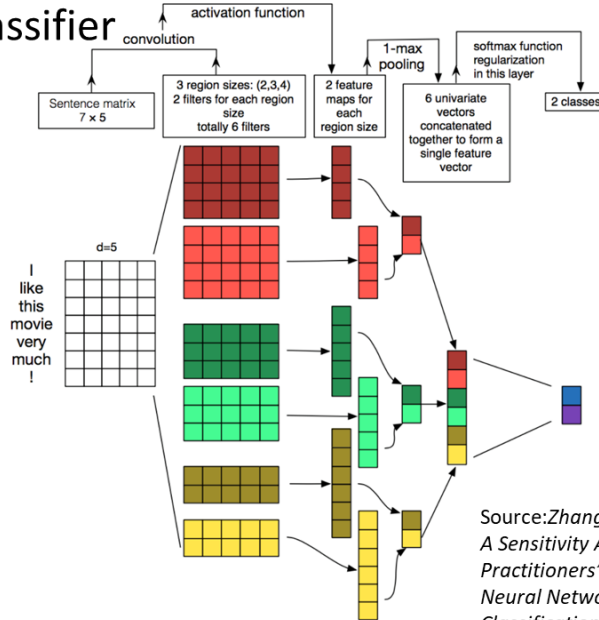 activation function
convolution
1-max
pooling
softmax function
regularization
in this layer
Sentence matrix
7 × 5
3 region sizes: (2,3,4)
2 filters for each region
size
totally 6 filters
2 feature
maps for
each
region size
6 univariate
vectors
concatenated
together to form a
single feature
vector
2 classes
d=5
I
like
this
movie
very
much
!
Source:Zhang
A Sensitivity A
Practitioners'
Neural Netwo
Classification